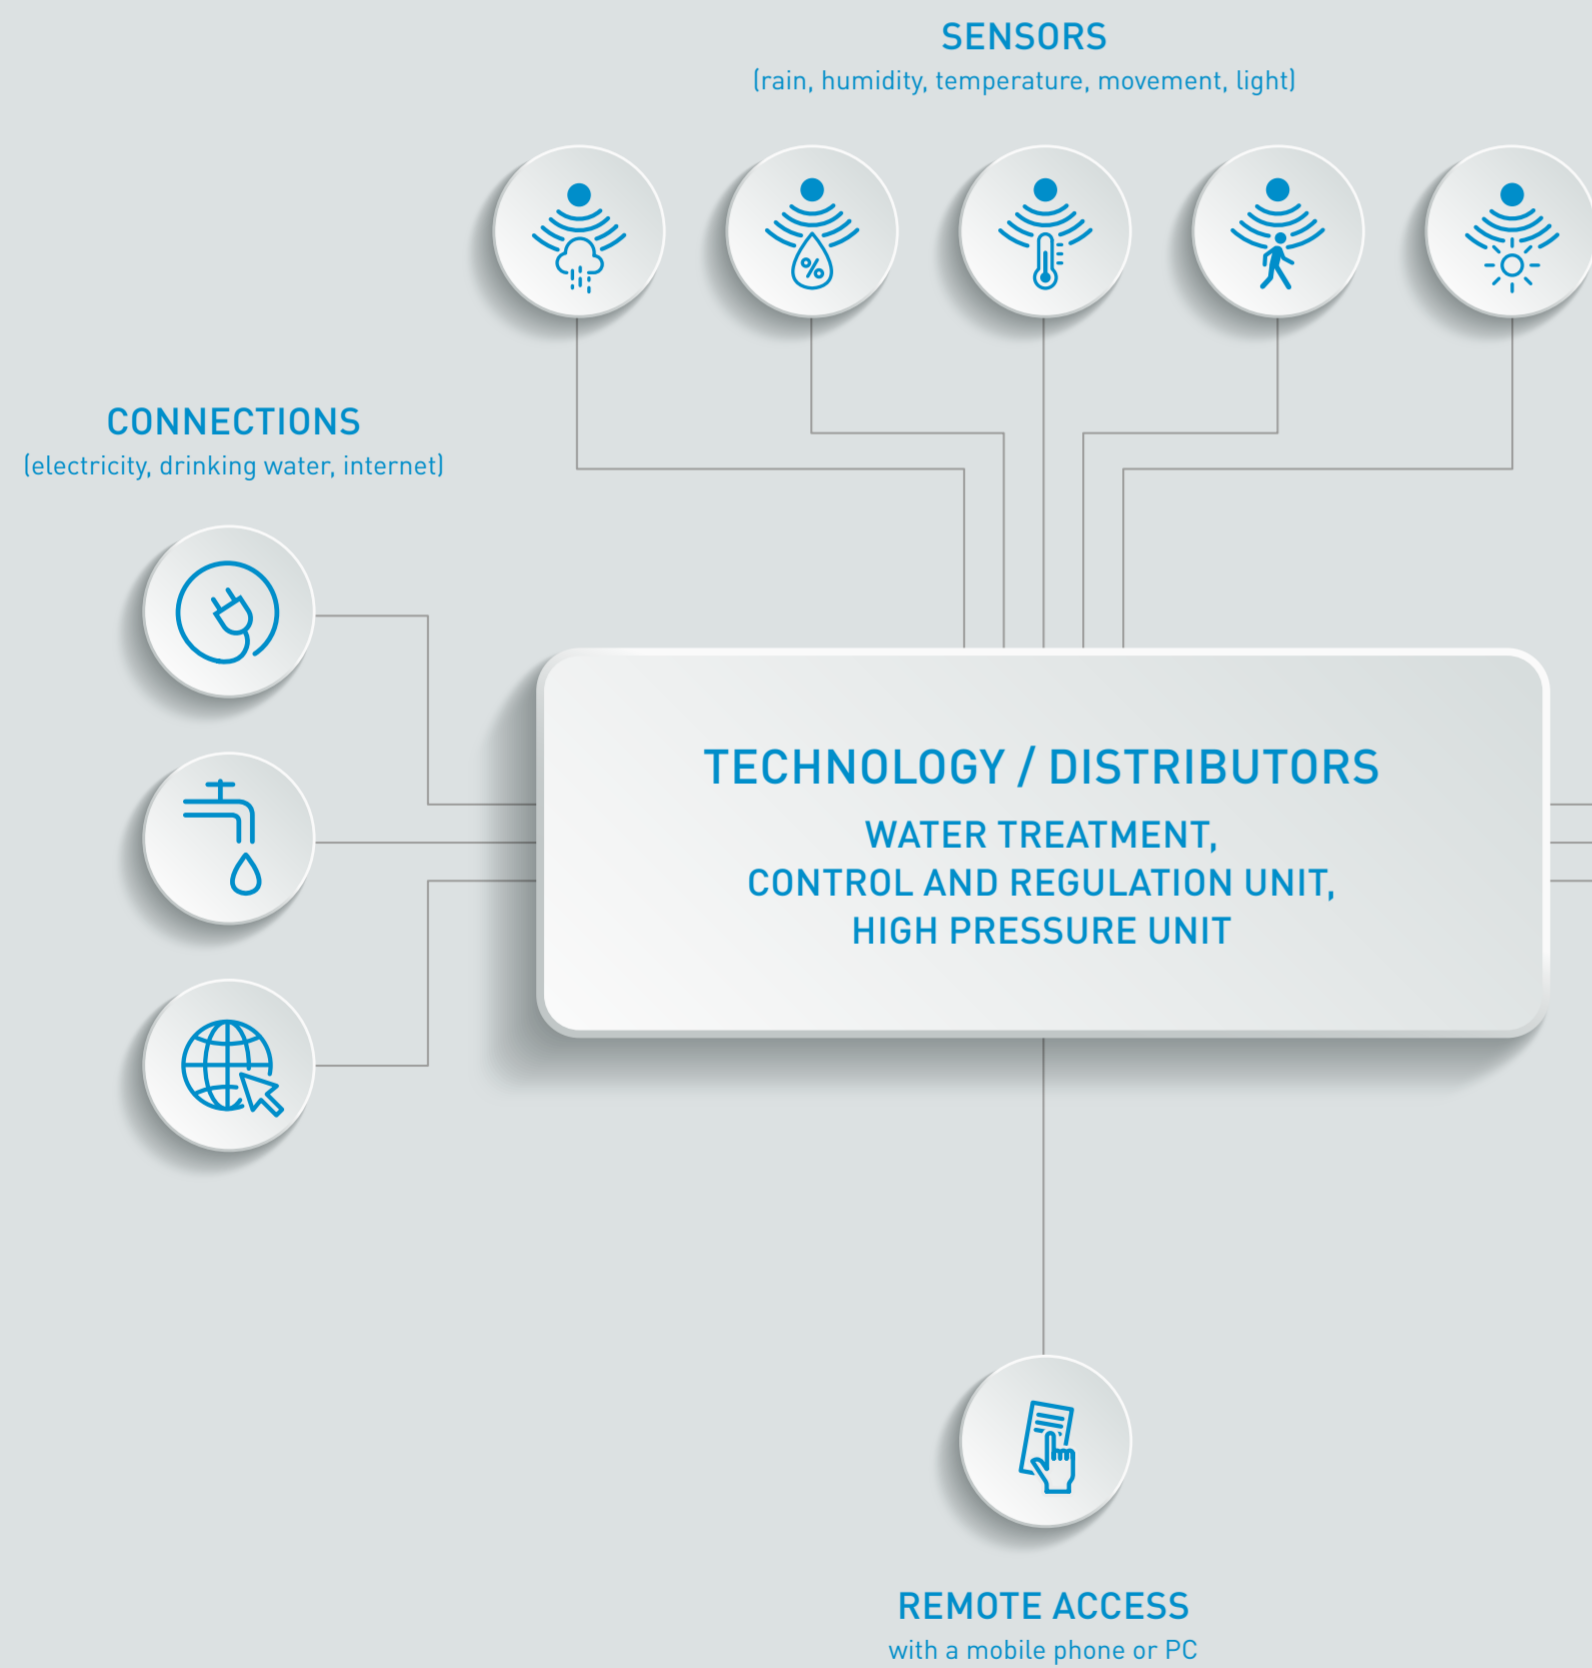 SENSORS
(rain, humidity, temperature, movement, light)
%
CONNECTIONS
(electricity, drinking water, internet)
TECHNOLOGY / DISTRIBUTORS
WATER TREATMENT,
CONTROL AND REGULATION UNIT,
HIGH PRESSURE UNIT
REMOTE ACCESS
with a mobile phone or PC